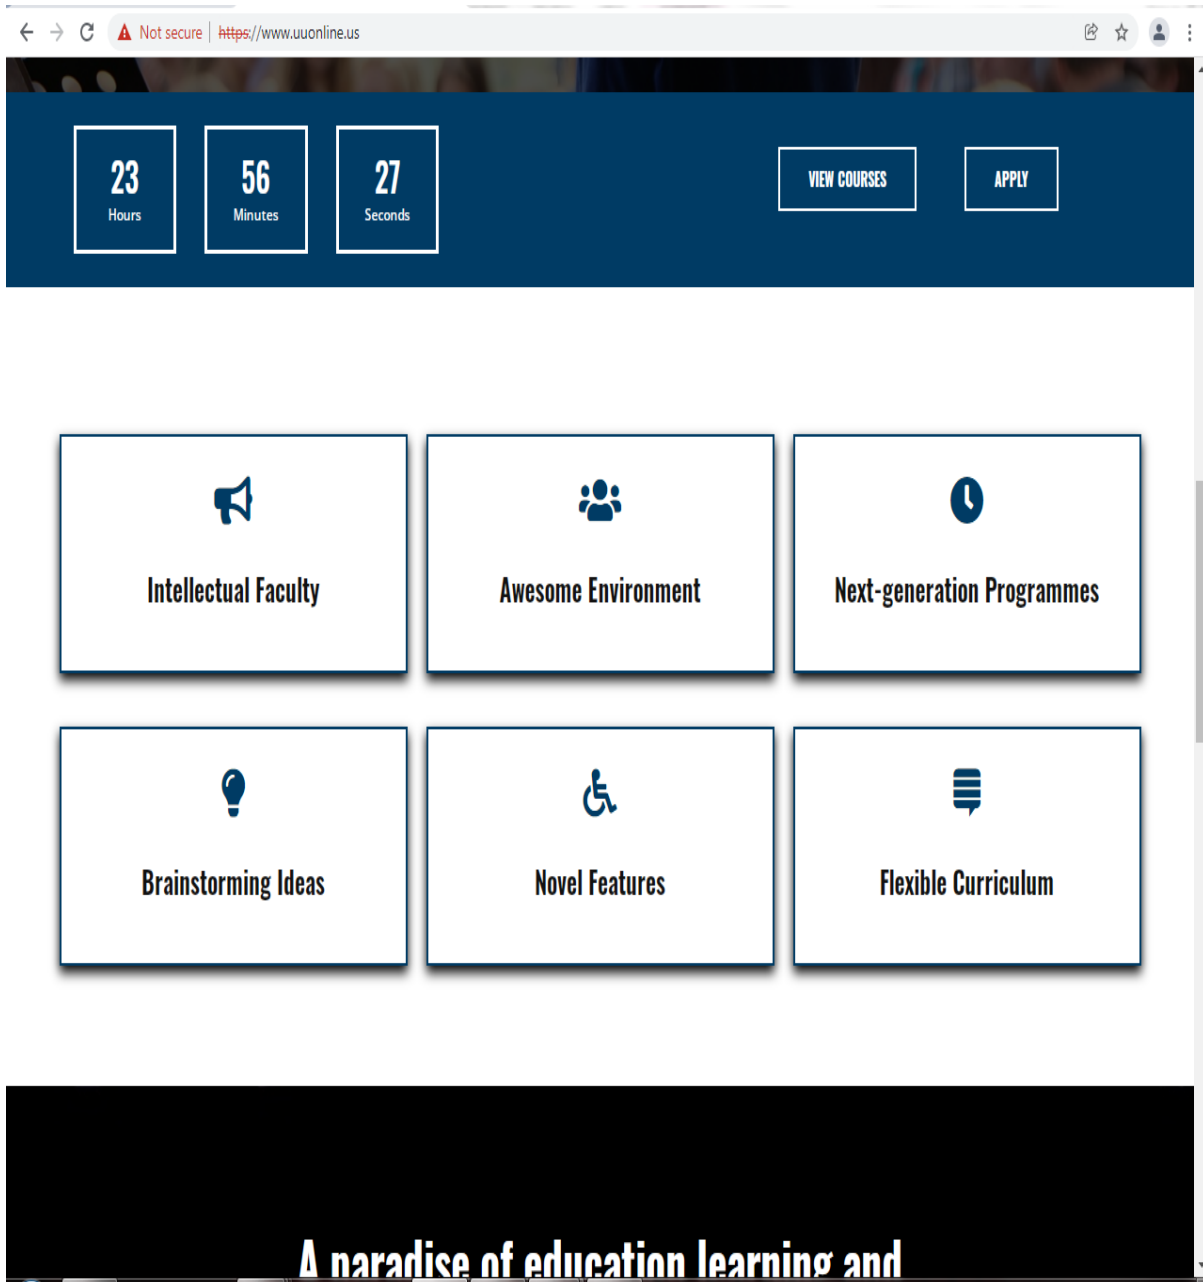 Not secure | https://www.uuonline.us
23 56 27
Hours Minutes Seconds
VIEW COURSES APPLY
Intellectual Faculty Awesome Environment Next-generation Programmes
Brainstorming Ideas Novel Features Flexible Curriculum
A paradise of education learning and